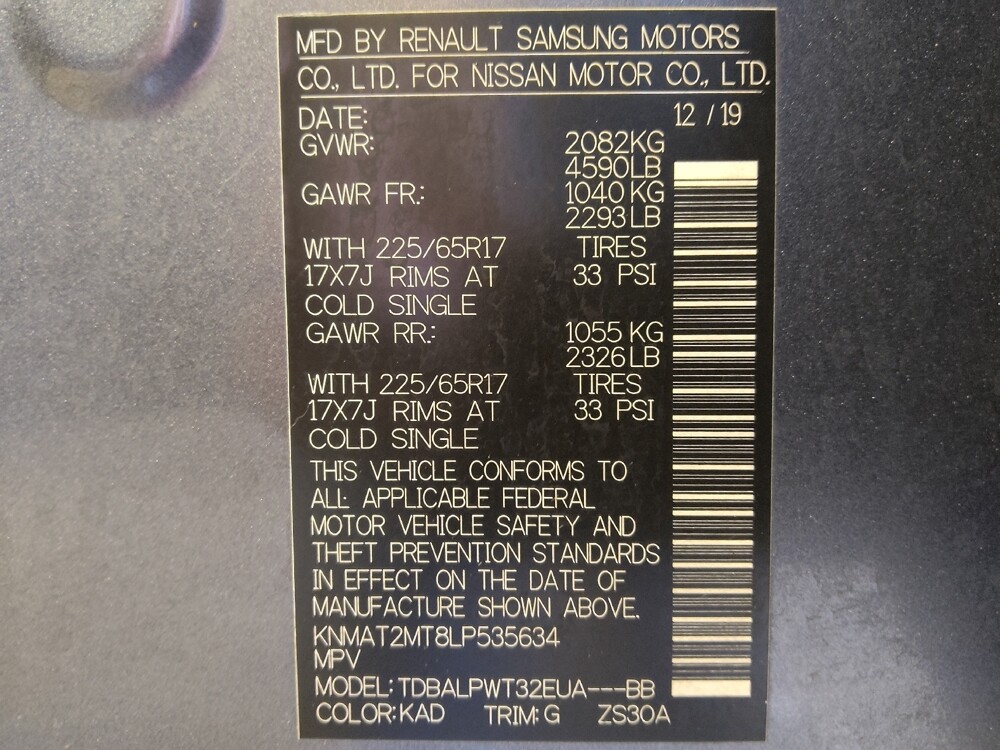 MFD BY RENAULT SAMSUNG MOTORS
CO., LTD. FOR NISSAN MOTOR CO., LTD.
DATE: 12 / 19
GVWR: 2082KG
4590LB
GAWR FR.: 1040 KG
2293 LB
WITH 225/65R17 TIRES
17X7J RIMS AT 33 PSI
COLD SINGLE
GAWR RR.: 1055 KG
2326 LB
WITH 225/65R17 TIRES
17X7J RIMS AT 33 PSI
COLD SINGLE
THIS VEHICLE CONFORMS TO
ALL APPLICABLE FEDERAL
MOTOR VEHICLE SAFETY AND
THEFT PREVENTION STANDARDS
IN EFFECT ON THE DATE OF
MANUFACTURE SHOWN ABOVE.
KNMAT2MT8LP535634
MPV
MODEL: TDBALPWT32EUA---BB
COLOR: KAD TRIM: G ZS30A